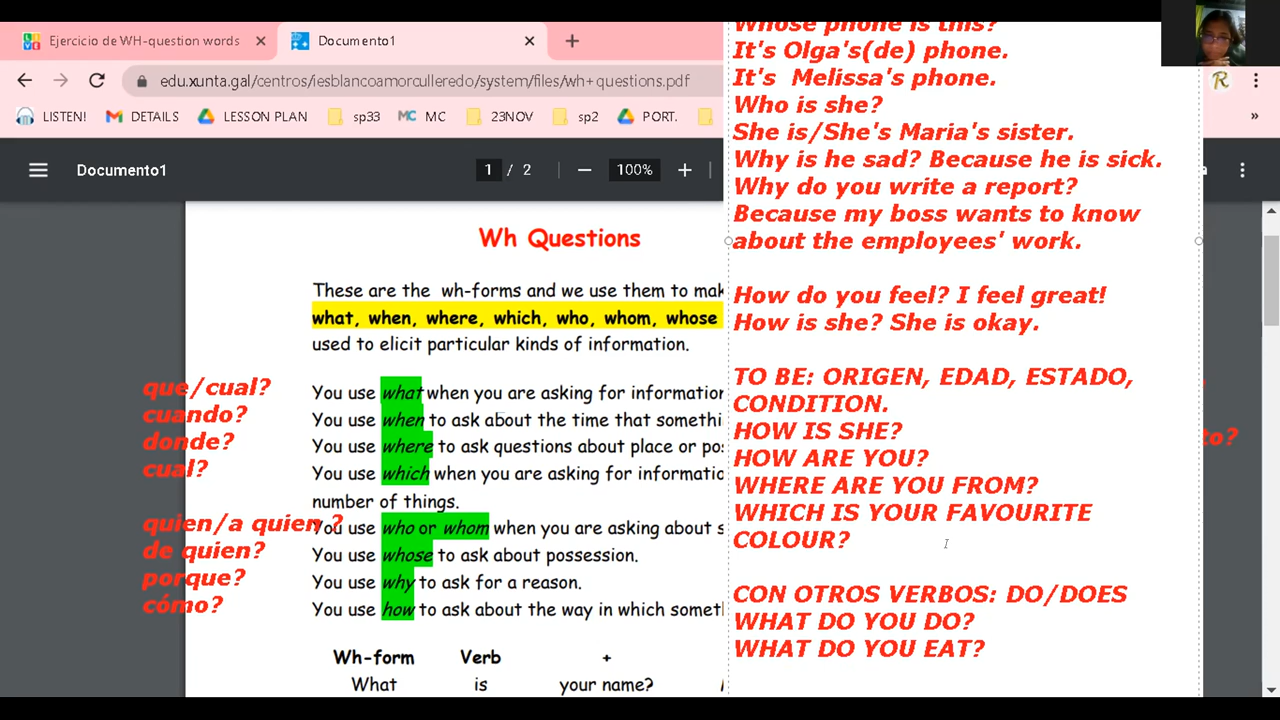 Ejercicio de WH-question words
Documento1
edu.xunta.gal/centros/iesblancoamorculleredo/system/files/wh+questions.pdf
LISTEN!
DETAILS
LESSON PLAN
sp33
MC
MC
23NOV
sp2
PORT.
»
Documento1
1 / 2
100%
Wh Questions
These are the wh-forms and we use them to mak
what, when, where, which, who, whom, whose
used to elicit particular kinds of information.
You use what when you are asking for information
You use when to ask about the time that somethi
You use where to ask questions about place or pos
You use which when you are asking for informatio
number of things.
You use who or whom when you are asking about s
You use whose to ask about possession.
You use why to ask for a reason.
You use how to ask about the way in which somet
Wh-form Verb +
What is your name?
que/cual?
cuando?
donde?
cual?
quien/a quien ?
de quien?
porque?
cómo?
Whose phone is this?
It's Olga's(de) phone.
It's Melissa's phone.
Who is she?
She is/She's Maria's sister.
Why is he sad? Because he is sick.
Why do you write a report?
Because my boss wants to know
about the employees' work.
How do you feel? I feel great!
How is she? She is okay.
TO BE: ORIGEN, EDAD, ESTADO,
CONDITION.
HOW IS SHE?
HOW ARE YOU?
WHERE ARE YOU FROM?
WHICH IS YOUR FAVOURITE
COLOUR?
CON OTROS VERBOS: DO/DOES
WHAT DO YOU DO?
WHAT DO YOU EAT?